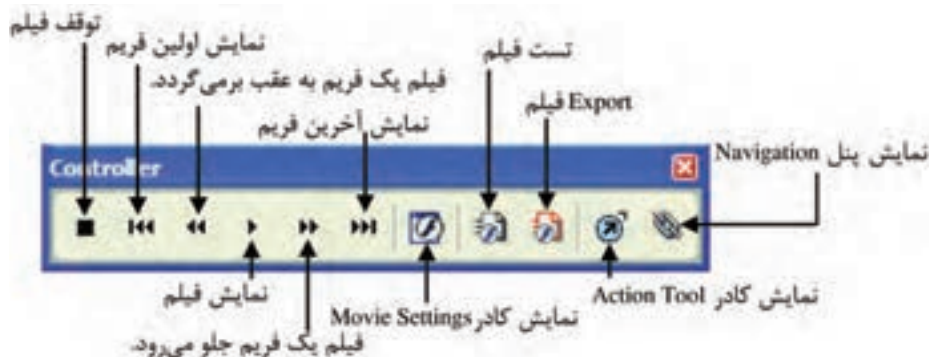 توقف فیلم
نمایش اولین فریم
فیلم یک فریم به عقب برمی‌گردد.
نمایش آخرین فریم
تست فیلم
Export فیلم
نمایش پنل Navigation
Controller
نمایش فیلم
فیلم یک فریم جلو می‌رود.
نمایش کادر Movie Settings
نمایش کادر Action Tool